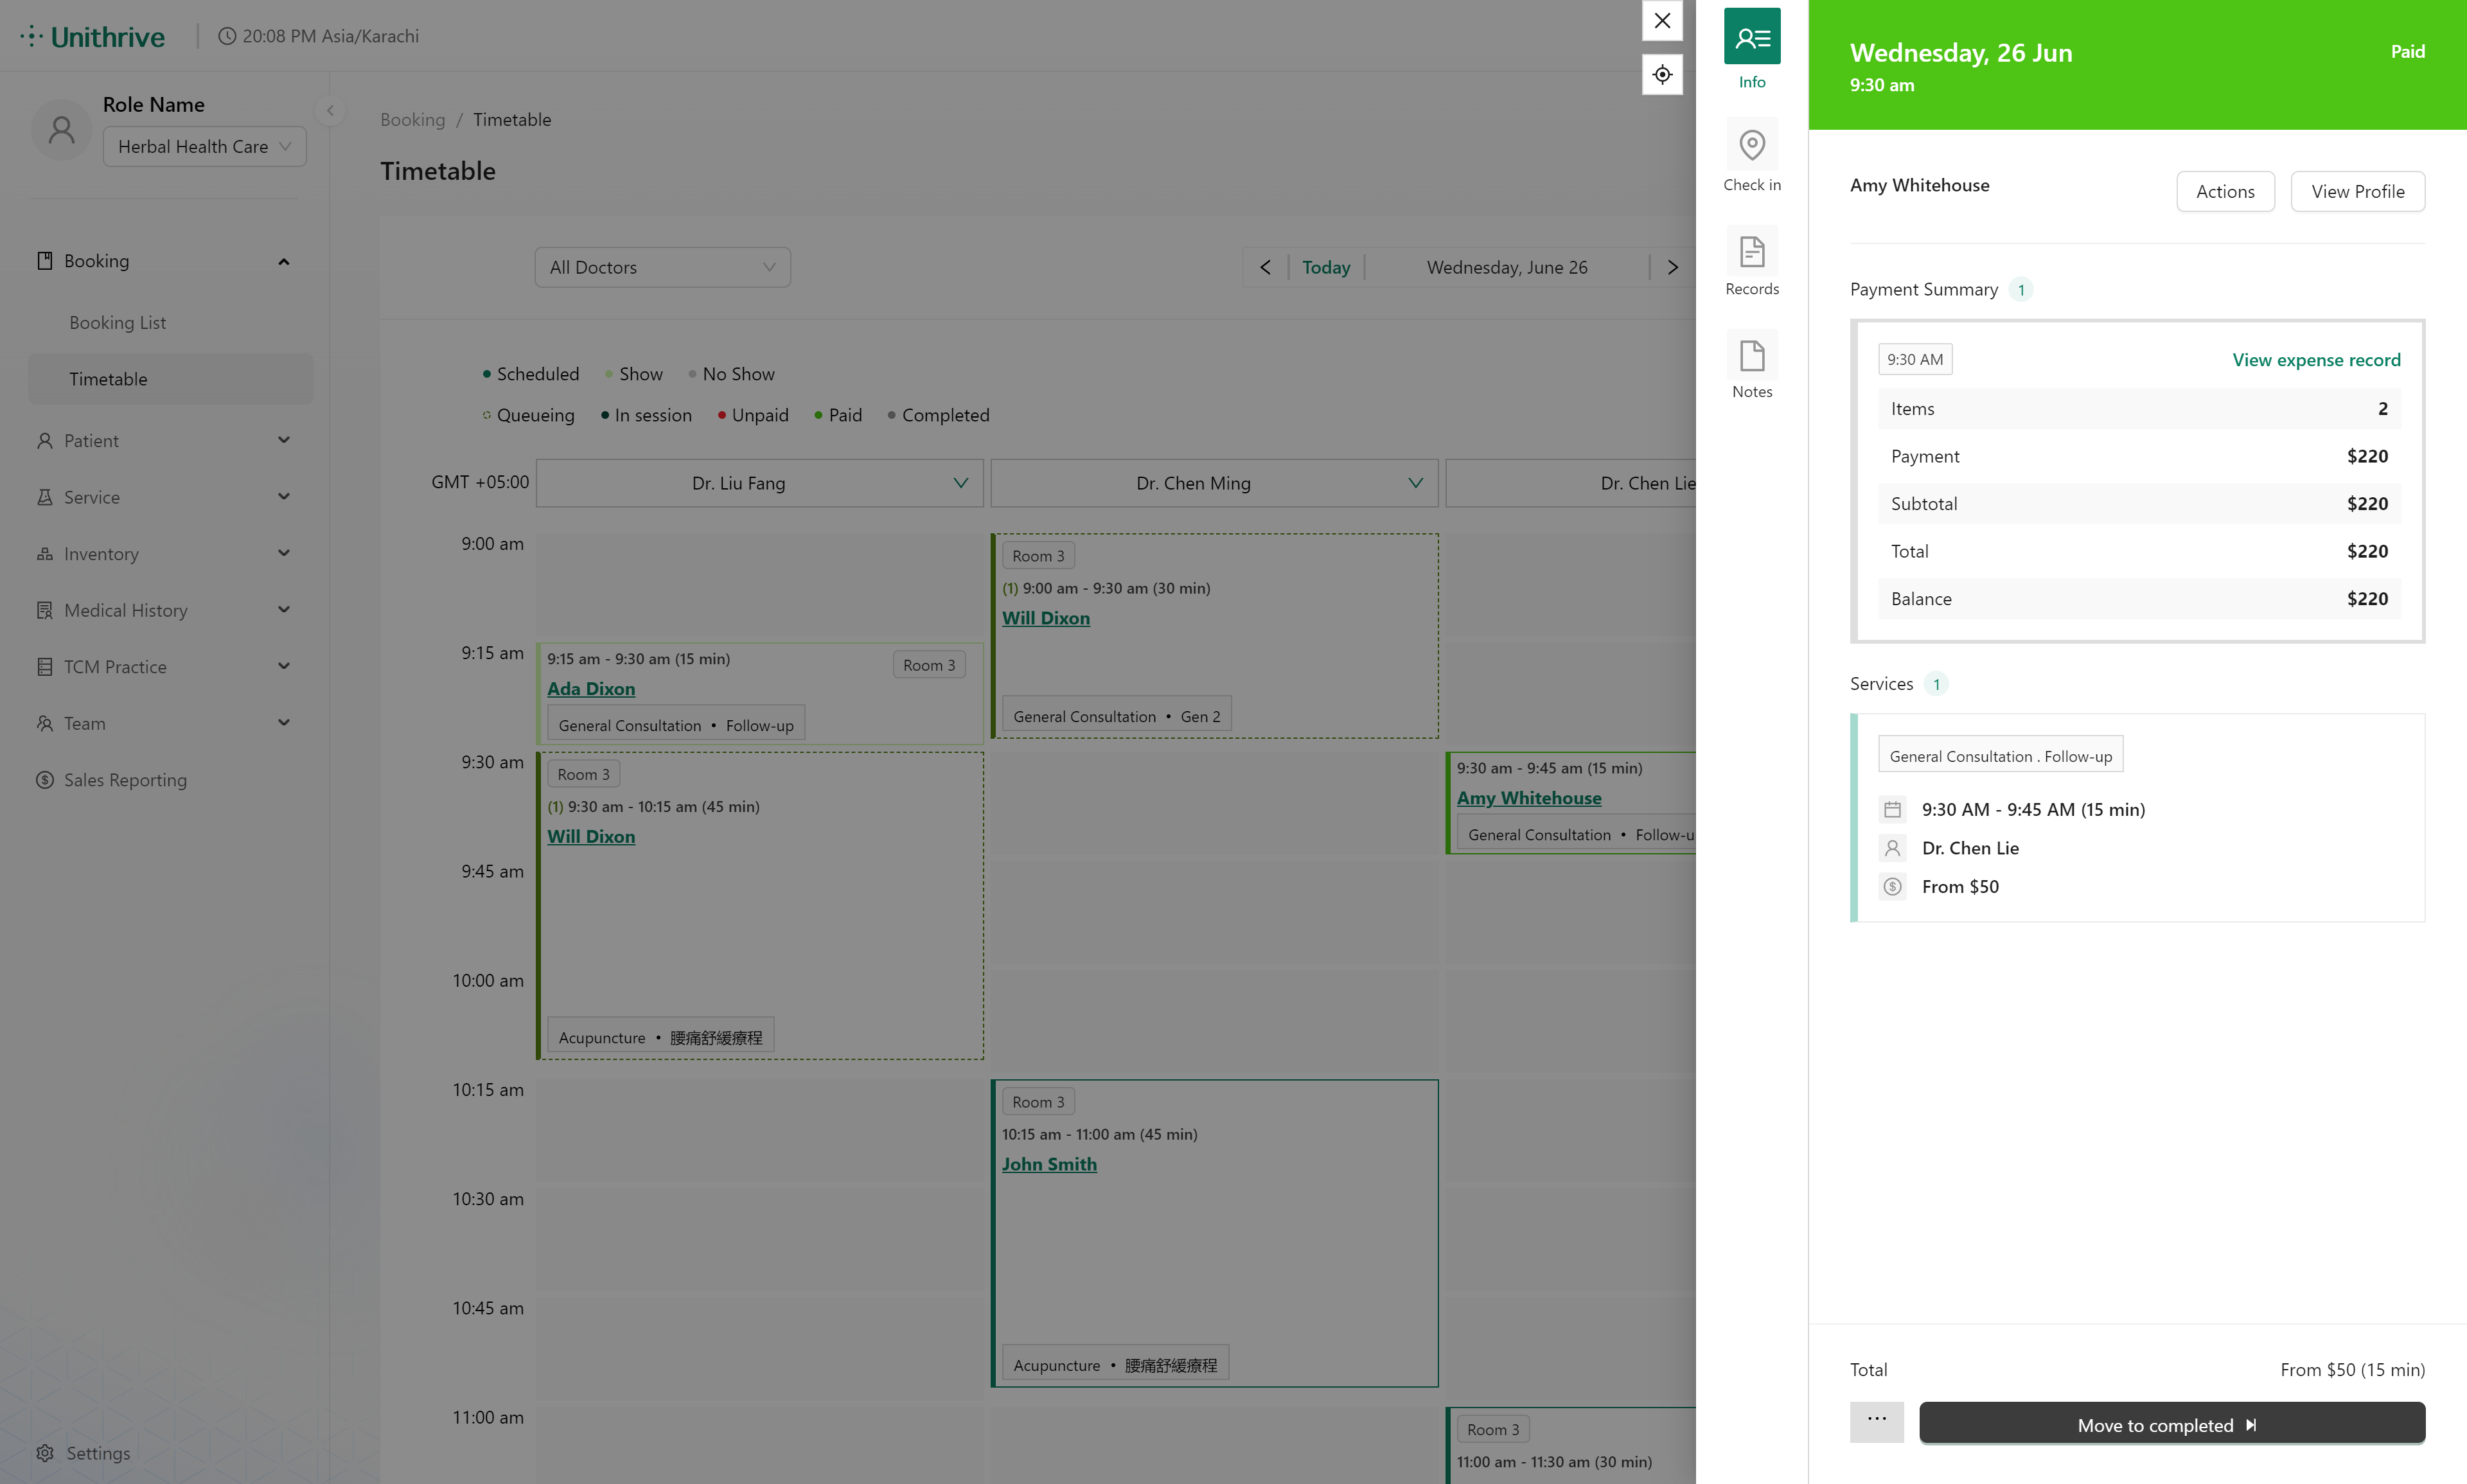 Unithrive
20:08 PM Asia/Karachi
Role Name
Herbal Health Care
Booking
Booking List
Timetable
Patient
Service
Inventory
Medical History
TCM Practice
Team
Sales Reporting
Settings
Booking / Timetable
Timetable
All Doctors
Today
Wednesday, June 26
Scheduled Show No Show
Queueing In session Unpaid Paid Completed
GMT +05:00
Dr. Liu Fang
Dr. Chen Ming
Dr. Chen Lie
9:00 am
9:15 am
9:30 am
9:45 am
10:00 am
10:15 am
10:30 am
10:45 am
11:00 am
9:15 am - 9:30 am (15 min)
Room 3
Ada Dixon
General Consultation • Follow-up
Room 3
(1) 9:30 am - 10:15 am (45 min)
Will Dixon
Acupuncture • 腰痛舒緩療程
Room 3
(1) 9:00 am - 9:30 am (30 min)
Will Dixon
General Consultation • Gen 2
Room 3
10:15 am - 11:00 am (45 min)
John Smith
Acupuncture • 腰痛舒緩療程
9:30 am - 9:45 am (15 min)
Amy Whitehouse
General Consultation • Follow-u
Room 3
11:00 am - 11:30 am (30 min)
Info
Check in
Records
Notes
Wednesday, 26 Jun
Paid
9:30 am
Amy Whitehouse
Actions
View Profile
Payment Summary 1
9:30 AM
View expense record
Items 2
Payment $220
Subtotal $220
Total $220
Balance $220
Services 1
General Consultation . Follow-up
9:30 AM - 9:45 AM (15 min)
Dr. Chen Lie
From $50
Total
From $50 (15 min)
...
Move to completed